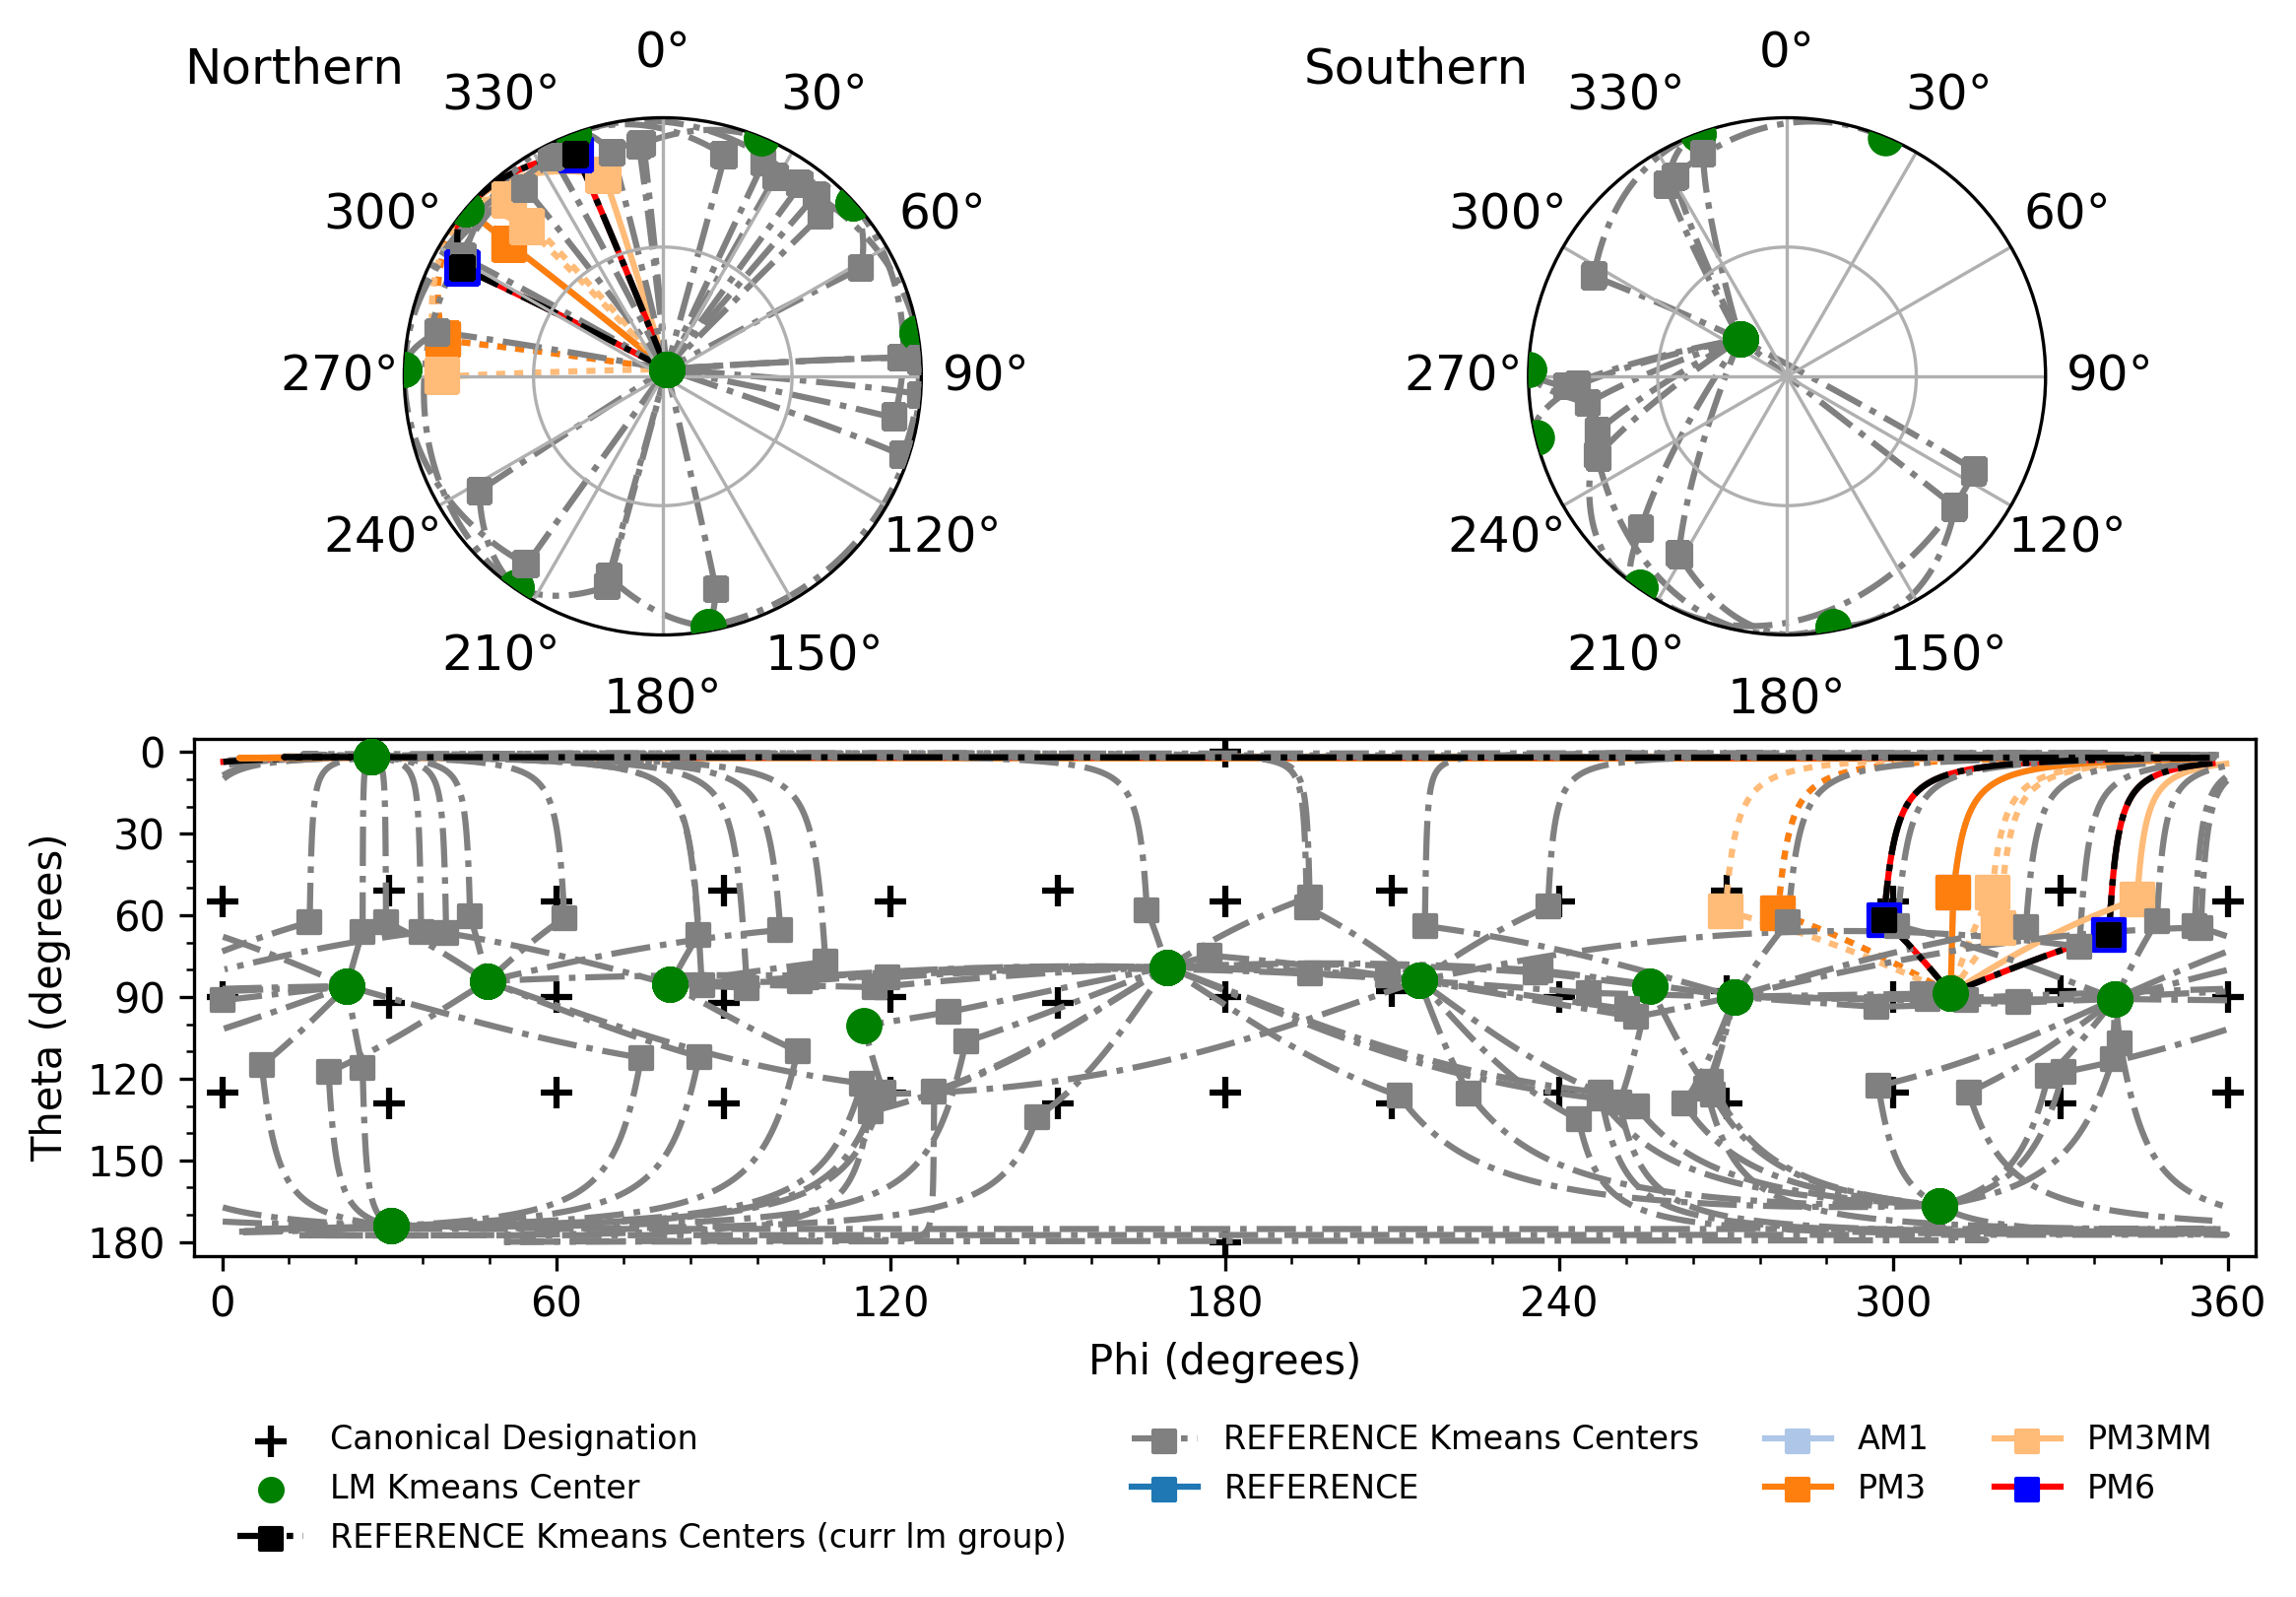 Northern
0°
30°
60°
90°
120°
150°
180°
210°
240°
270°
300°
330°
Southern
0°
30°
60°
90°
120°
150°
180°
210°
240°
270°
300°
330°
Theta (degrees)
0
30
60
90
120
150
180
0 60 120 180 240 300 360
Phi (degrees)
Canonical Designation
LM Kmeans Center
REFERENCE Kmeans Centers (curr lm group)
REFERENCE Kmeans Centers
REFERENCE
AM1
PM3
PM3MM
PM6